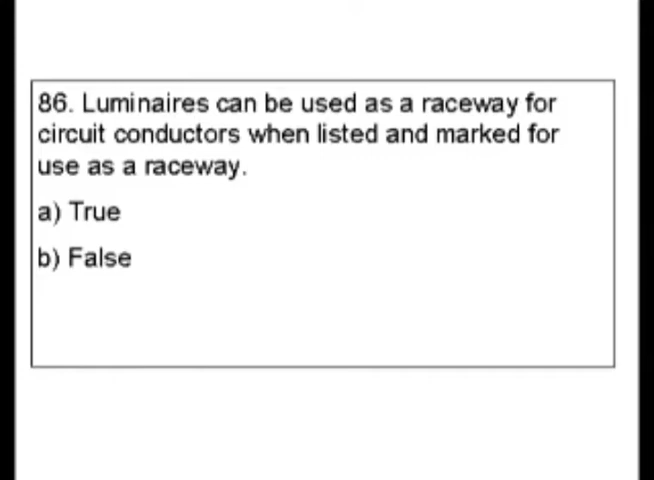 86. Luminaires can be used as a raceway for
circuit conductors when listed and marked for
use as a raceway.
a) True
b) False